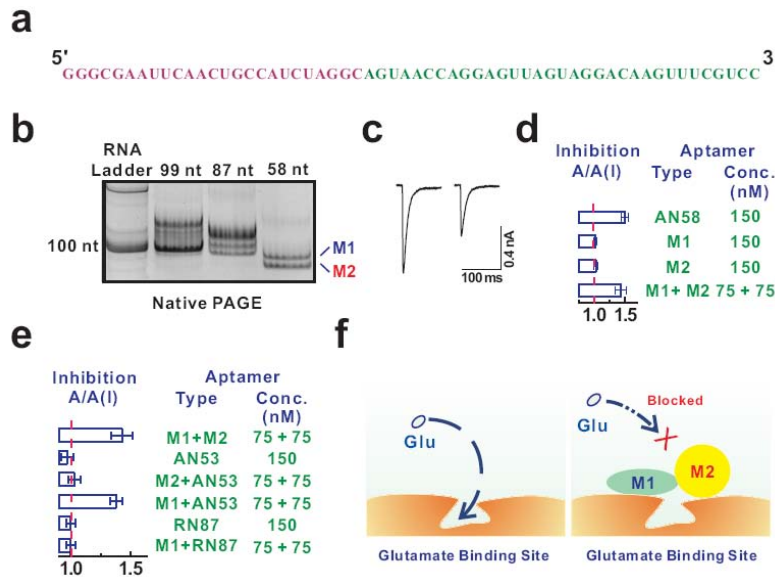 a
5' 3
GGGCGAAUUCAACUGCCAUCUAGGCAGUAACCAGGAGUUAGUAGGACAAGUUUCGUCC
b
RNA
Ladder 99 nt 87 nt 58 nt
100 nt
M1
M2
Native PAGE
c
0.4 nA
100 ms
d
Inhibition Aptamer
A/A(I) Type Conc.
(nM)
AN58 150
M1 150
M2 150
M1+ M2 75 + 75
1.0 1.5
e
Inhibition Aptamer
A/A(I) Type Conc.
(nM)
M1+M2 75 + 75
AN53 150
M2+AN53 75 + 75
M1+AN53 75 + 75
RN87 150
M1+RN87 75 + 75
1.0 1.5
f
Glu
Glutamate Binding Site
Glu
Blocked
M1
M2
Glutamate Binding Site